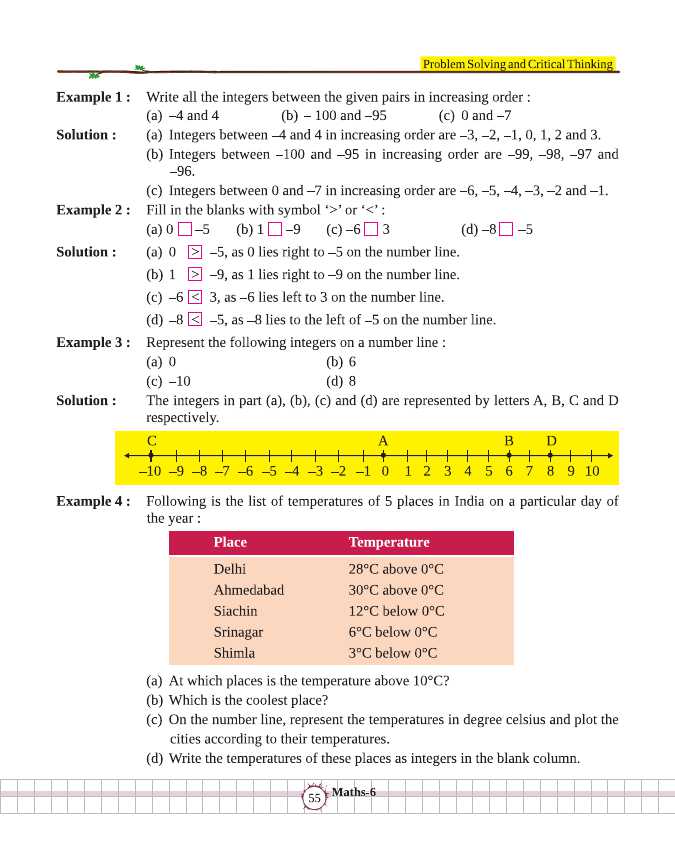 Problem Solving and Critical Thinking
Example 1 : Write all the integers between the given pairs in increasing order :
(a) –4 and 4 (b) – 100 and –95 (c) 0 and –7
Solution : (a) Integers between –4 and 4 in increasing order are –3, –2, –1, 0, 1, 2 and 3.
(b) Integers between –100 and –95 in increasing order are –99, –98, –97 and
–96.
(c) Integers between 0 and –7 in increasing order are –6, –5, –4, –3, –2 and –1.
Example 2 : Fill in the blanks with symbol ‘>’ or ‘<’ :
(a) 0 –5 (b) 1 –9 (c) –6 3 (d) –8 –5
Solution : (a) 0 > –5, as 0 lies right to –5 on the number line.
(b) 1 > –9, as 1 lies right to –9 on the number line.
(c) –6 < 3, as –6 lies left to 3 on the number line.
(d) –8 < –5, as –8 lies to the left of –5 on the number line.
Example 3 : Represent the following integers on a number line :
(a) 0 (b) 6
(c) –10 (d) 8
Solution : The integers in part (a), (b), (c) and (d) are represented by letters A, B, C and D
respectively.
C A B D
–10 –9 –8 –7 –6 –5 –4 –3 –2 –1 0 1 2 3 4 5 6 7 8 9 10
Example 4 : Following is the list of temperatures of 5 places in India on a particular day of
the year :
Place Temperature
Delhi 28°C above 0°C
Ahmedabad 30°C above 0°C
Siachin 12°C below 0°C
Srinagar 6°C below 0°C
Shimla 3°C below 0°C
(a) At which places is the temperature above 10°C?
(b) Which is the coolest place?
(c) On the number line, represent the temperatures in degree celsius and plot the
cities according to their temperatures.
(d) Write the temperatures of these places as integers in the blank column.
55 Maths-6